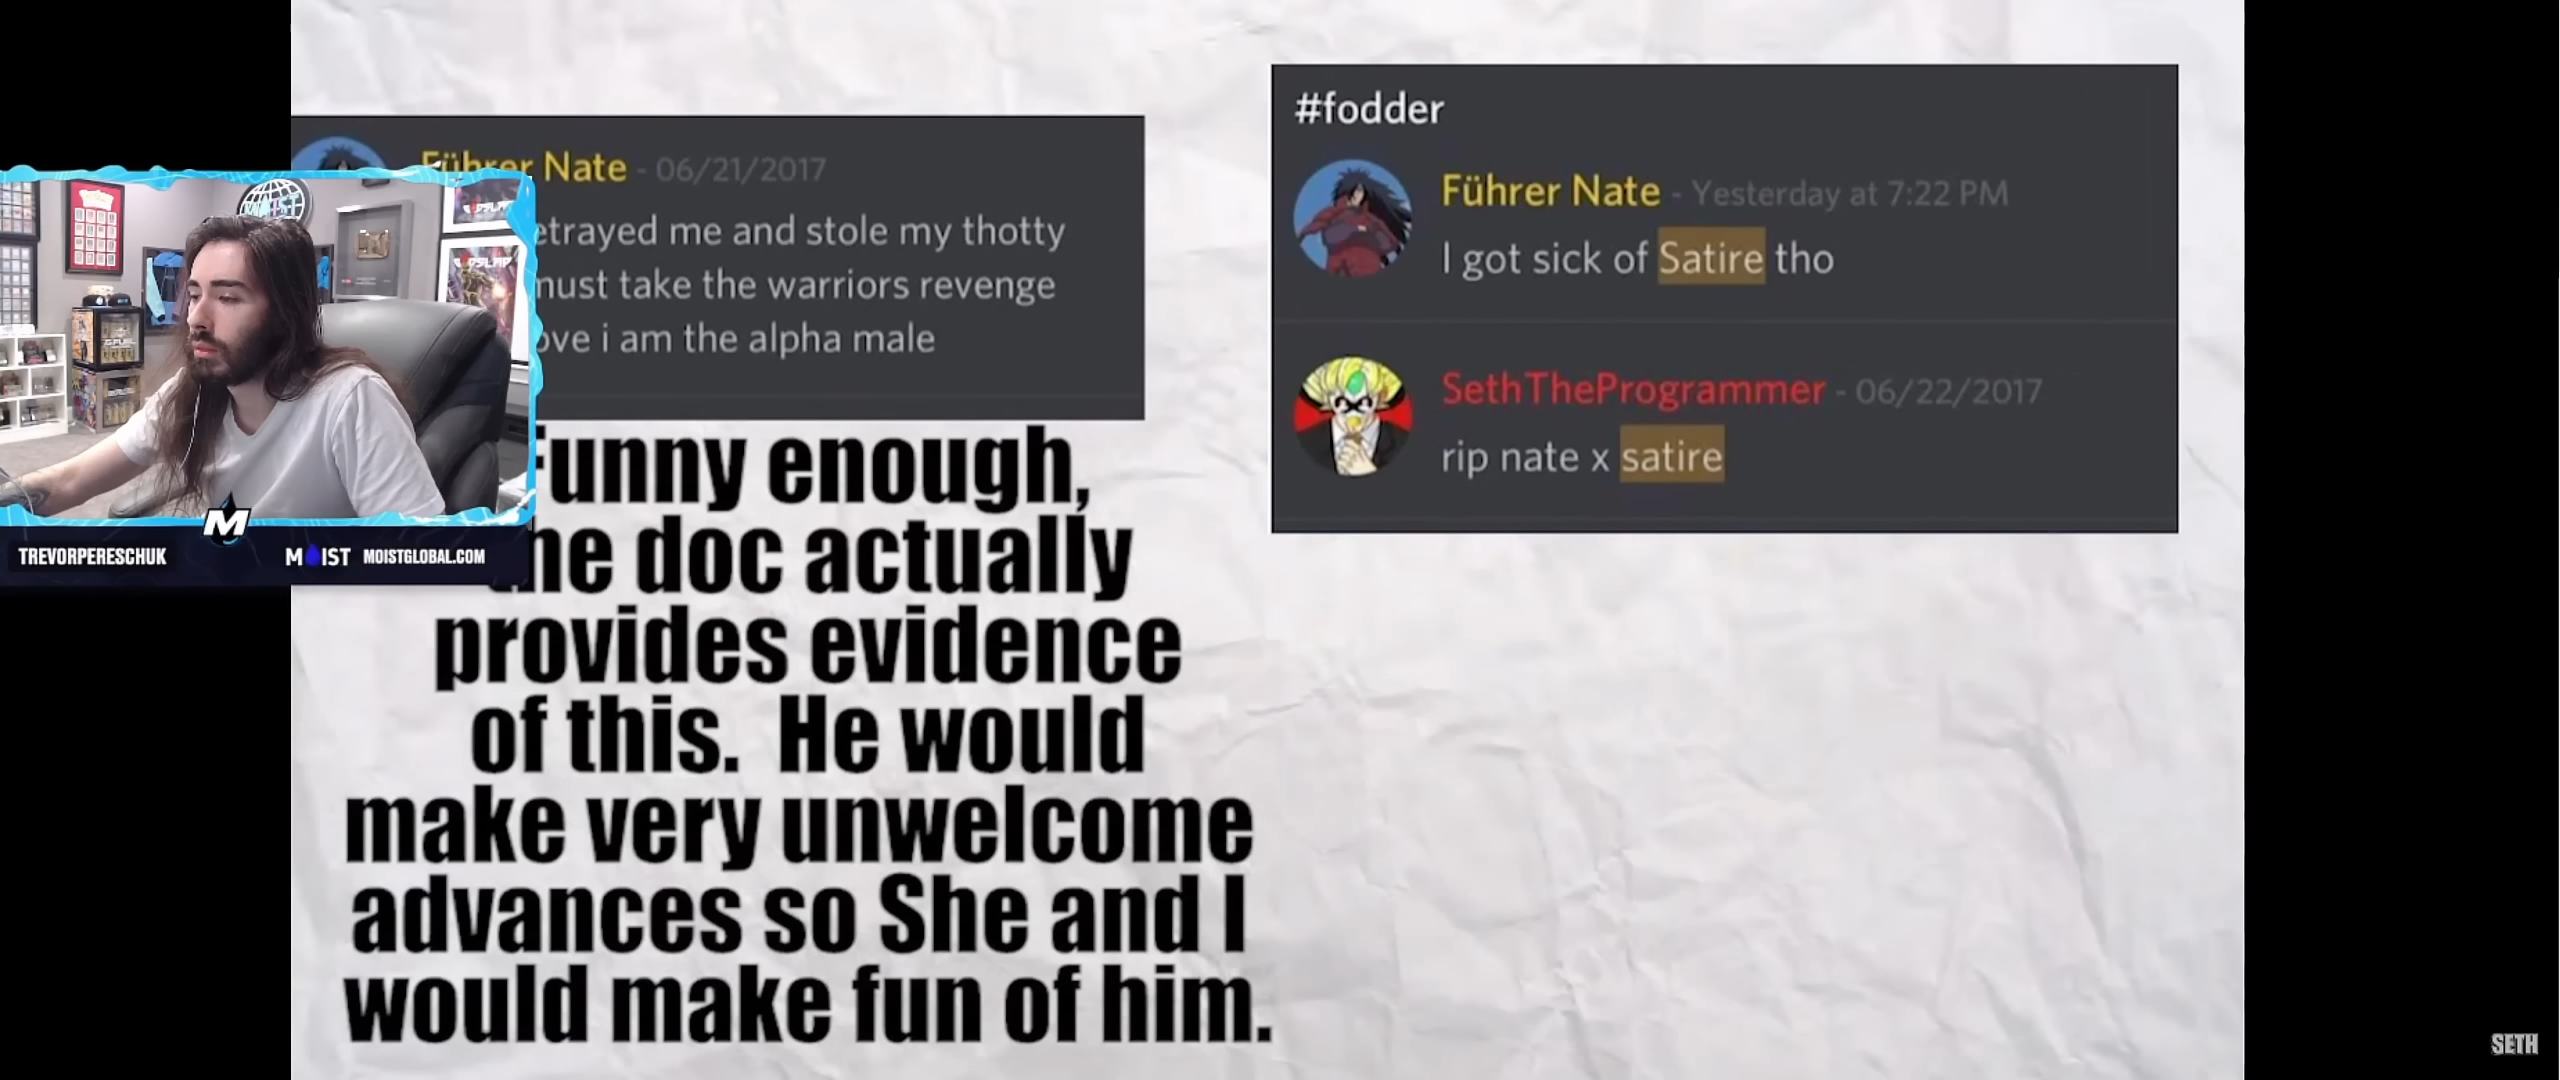 Führer Nate - 06/21/2017
etrayed me and stole my thotty
must take the warriors revenge
ove i am the alpha male
#fodder
Führer Nate - Yesterday at 7:22 PM
I got sick of Satire tho
SethTheProgrammer - 06/22/2017
rip nate x satire
TREVORPERESCHUK
M
MOIST MOISTGLOBAL.COM
Funny enough,
the doc actually
provides evidence
of this. He would
make very unwelcome
advances so She and I
would make fun of him.
SETH